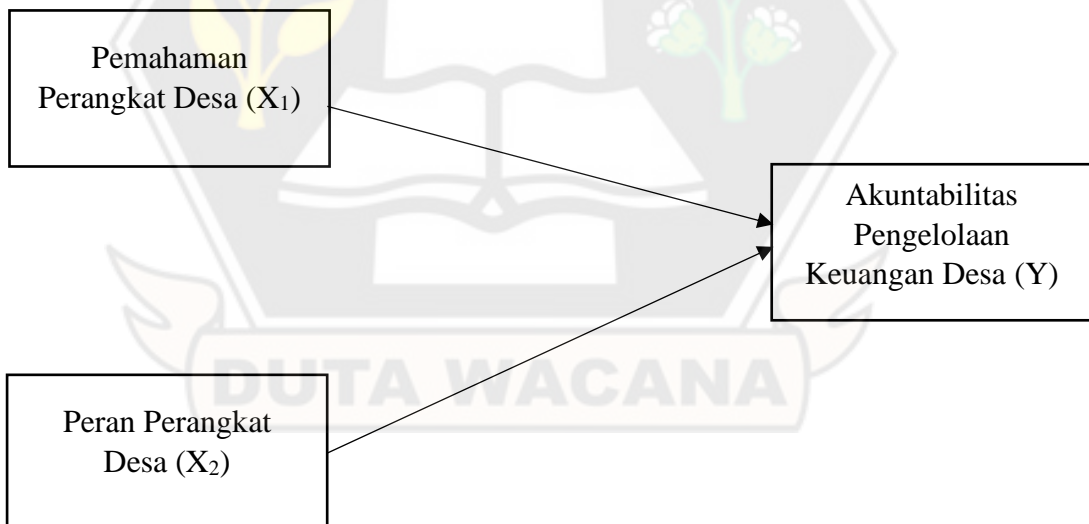 Pemahaman
Perangkat Desa (X₁)
Akuntabilitas
Pengelolaan
Keuangan Desa (Y)
DUTA WACANA
Peran Perangkat
Desa (X₂)